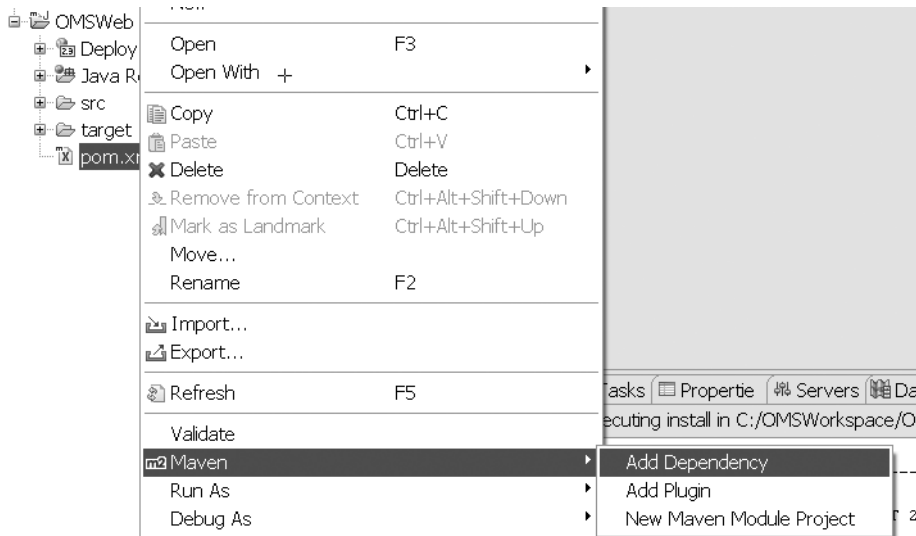 OMSWeb
Deploy
Java R
src
target
pom.x
Open F3
Open With
Copy Ctrl+C
Paste Ctrl+V
Delete Delete
Remove from Context Ctrl+Alt+Shift+Down
Mark as Landmark Ctrl+Alt+Shift+Up
Move...
Rename F2
Import...
Export...
Refresh F5
Validate
m2 Maven
Run As
Debug As
asks Propertie Servers Da
ecuting install in C:/OMSWorkspace/O
Add Dependency
Add Plugin
New Maven Module Project